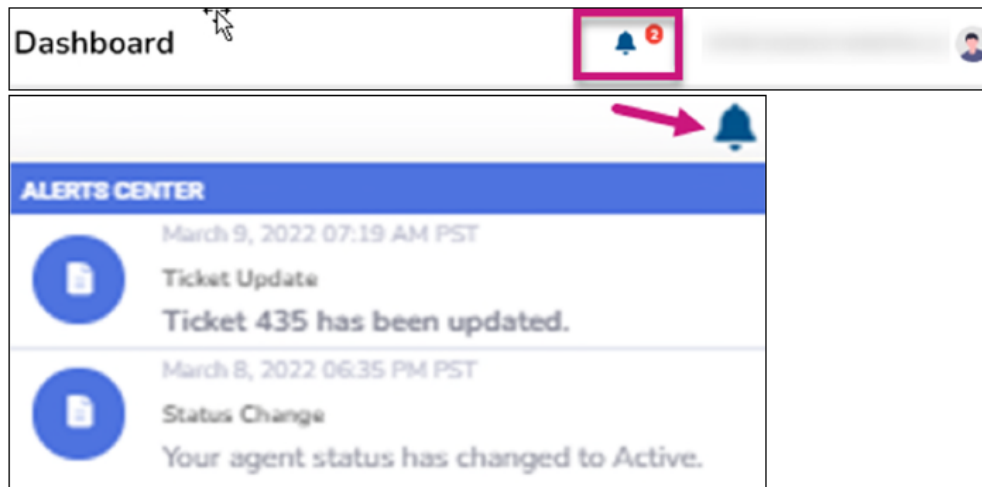 Dashboard
2
ALERTS CENTER
March 9, 2022 07:19 AM PST
Ticket Update
Ticket 435 has been updated.
March 8, 2022 06:35 PM PST
Status Change
Your agent status has changed to Active.